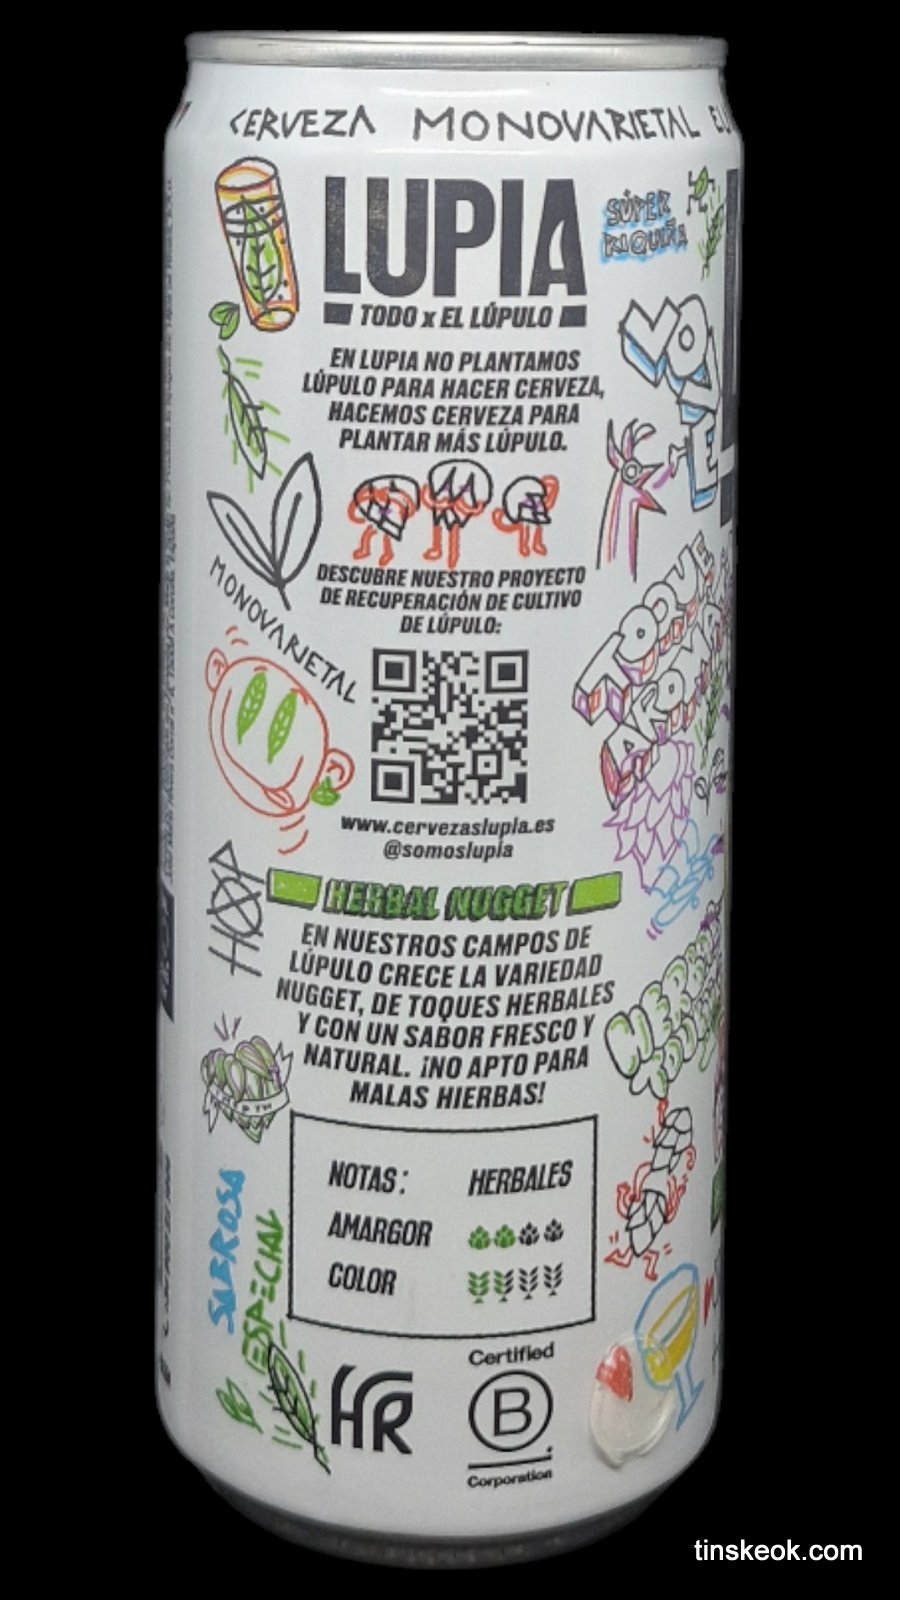 CERVEZA MONOVARIETAL
LUPIA
TODO x EL LÚPULO
SÚPER
RIQUIÑA
EN LUPIA NO PLANTAMOS
LÚPULO PARA HACER CERVEZA,
HACEMOS CERVEZA PARA
PLANTAR MÁS LÚPULO.
MONOVARIETAL
DESCUBRE NUESTRO PROYECTO
DE RECUPERACIÓN DE CULTIVO
DE LÚPULO:
TOQUE
www.cervezaslupia.es
@somoslupia
HOP
HERBAL NUGGET
EN NUESTROS CAMPOS DE
LÚPULO CRECE LA VARIEDAD
NUGGET, DE TOQUES HERBALES
Y CON UN SABOR FRESCO Y
NATURAL. ¡NO APTO PARA
MALAS HIERBAS!
NOTAS: HERBALES
AMARGOR
COLOR
SABROSA
ESPECIAL
HR
Certified
B
Corporation
tinskeok.com